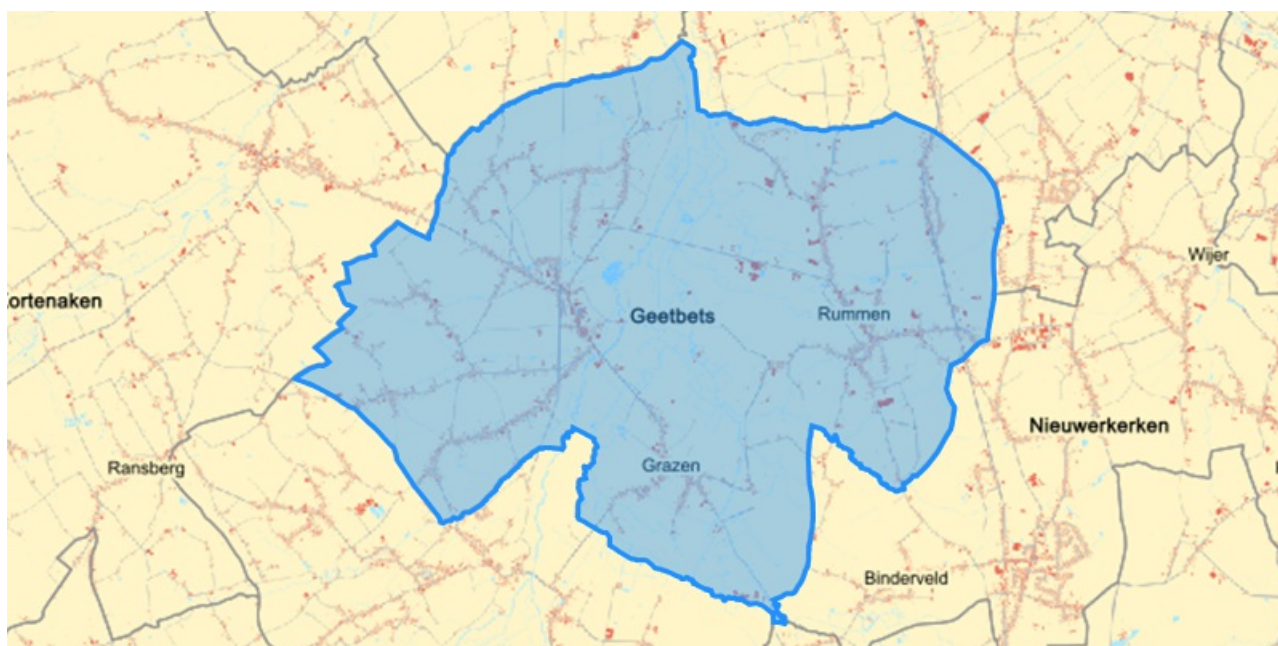 Wijer
ortenaken
Geetbets
Rummen
Nieuwerkerken
Ransberg
Grazen
Binderveld